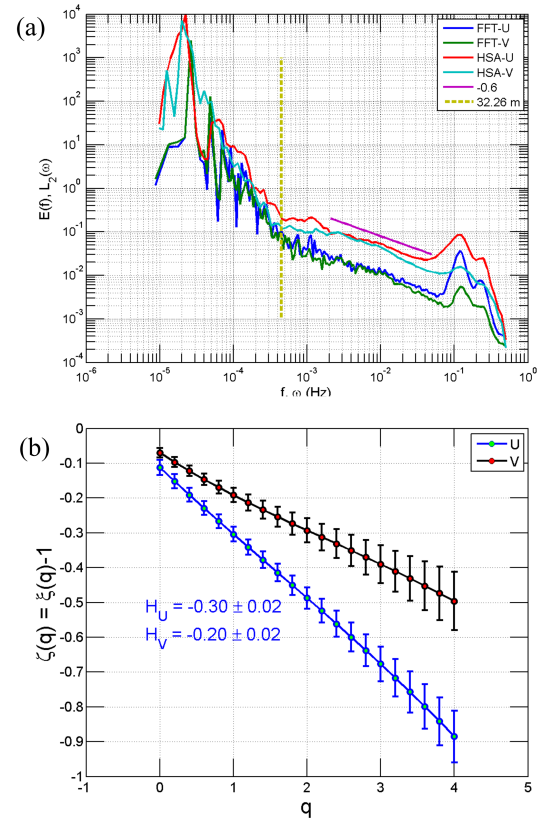 (a)
10^4
10^3
10^2
10^1
10^0
10^-1
10^-2
10^-3
10^-4
E(f), L_2(ω)
FFT-U
FFT-V
HSA-U
HSA-V
-0.6
32.26 m
10^-6
10^-5
10^-4
10^-3
10^-2
10^-1
10^0
f, ω (Hz)
(b)
0
-0.1
-0.2
-0.3
-0.4
-0.5
-0.6
-0.7
-0.8
-0.9
-1
ζ(q) = ξ(q)-1
U
V
H_U = -0.30 ± 0.02
H_V = -0.20 ± 0.02
-1
0
1
2
3
4
5
q